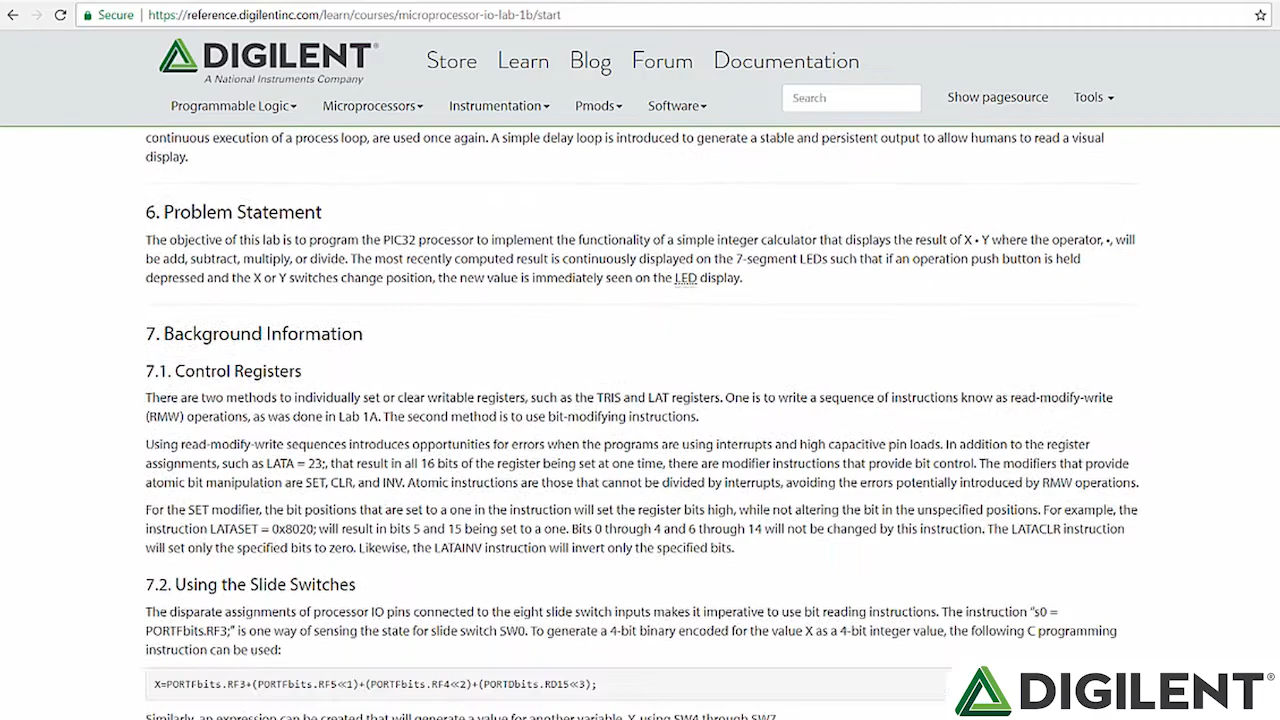 Secure https://reference.digilentinc.com/learn/courses/microprocessor-io-lab-1b/start
DIGILENT®
A National Instruments Company
Store Learn Blog Forum Documentation
Programmable Logic Microprocessors Instrumentation Pmods Software Search Show pagesource Tools
continuous execution of a process loop, are used once again. A simple delay loop is introduced to generate a stable and persistent output to allow humans to read a visual
display.
6. Problem Statement
The objective of this lab is to program the PIC32 processor to implement the functionality of a simple integer calculator that displays the result of X • Y where the operator, •, will
be add, subtract, multiply, or divide. The most recently computed result is continuously displayed on the 7-segment LEDs such that if an operation push button is held
depressed and the X or Y switches change position, the new value is immediately seen on the LED display.
7. Background Information
7.1. Control Registers
There are two methods to individually set or clear writable registers, such as the TRIS and LAT registers. One is to write a sequence of instructions know as read-modify-write
(RMW) operations, as was done in Lab 1A. The second method is to use bit-modifying instructions.
Using read-modify-write sequences introduces opportunities for errors when the programs are using interrupts and high capacitive pin loads. In addition to the register
assignments, such as LATA = 23;, that result in all 16 bits of the register being set at one time, there are modifier instructions that provide bit control. The modifiers that provide
atomic bit manipulation are SET, CLR, and INV. Atomic instructions are those that cannot be divided by interrupts, avoiding the errors potentially introduced by RMW operations.
For the SET modifier, the bit positions that are set to a one in the instruction will set the register bits high, while not altering the bit in the unspecified positions. For example, the
instruction LATASET = 0x8020; will result in bits 5 and 15 being set to a one. Bits 0 through 4 and 6 through 14 will not be changed by this instruction. The LATACLR instruction
will set only the specified bits to zero. Likewise, the LATAINV instruction will invert only the specified bits.
7.2. Using the Slide Switches
The disparate assignments of processor IO pins connected to the eight slide switch inputs makes it imperative to use bit reading instructions. The instruction “s0 =
PORTFbits.RF3;” is one way of sensing the state for slide switch SW0. To generate a 4-bit binary encoded for the value X as a 4-bit integer value, the following C programming
instruction can be used:
X=PORTFbits.RF3+(PORTFbits.RF5<<1)+(PORTFbits.RF4<<2)+(PORTDbits.RD15<<3);
Similarly, an expression can be created that will generate a value for another variable, Y, using SW4 through SW7.
DIGILENT®